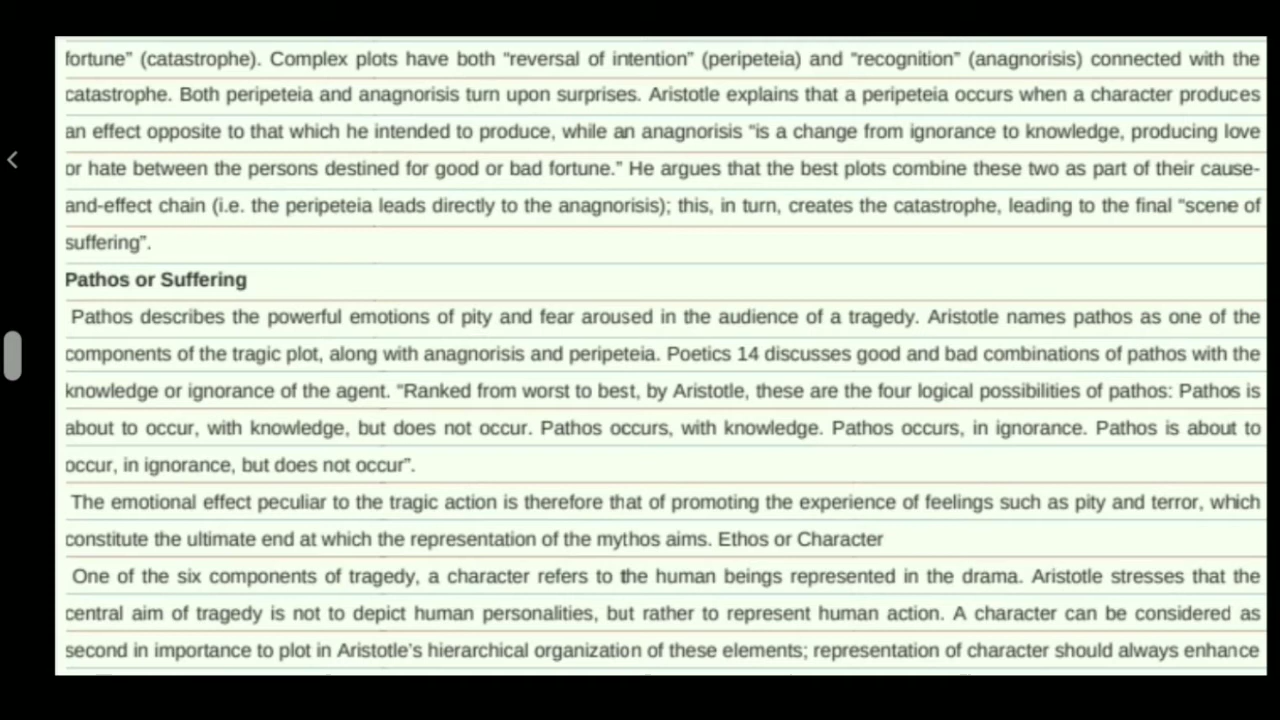 fortune” (catastrophe). Complex plots have both “reversal of intention” (peripeteia) and “recognition” (anagnorisis) connected with the
catastrophe. Both peripeteia and anagnorisis turn upon surprises. Aristotle explains that a peripeteia occurs when a character produces
an effect opposite to that which he intended to produce, while an anagnorisis “is a change from ignorance to knowledge, producing love
or hate between the persons destined for good or bad fortune.” He argues that the best plots combine these two as part of their cause-
and-effect chain (i.e. the peripeteia leads directly to the anagnorisis); this, in turn, creates the catastrophe, leading to the final “scene of
suffering”.
Pathos or Suffering
Pathos describes the powerful emotions of pity and fear aroused in the audience of a tragedy. Aristotle names pathos as one of the
components of the tragic plot, along with anagnorisis and peripeteia. Poetics 14 discusses good and bad combinations of pathos with the
knowledge or ignorance of the agent. “Ranked from worst to best, by Aristotle, these are the four logical possibilities of pathos: Pathos is
about to occur, with knowledge, but does not occur. Pathos occurs, with knowledge. Pathos occurs, in ignorance. Pathos is about to
occur, in ignorance, but does not occur”.
The emotional effect peculiar to the tragic action is therefore that of promoting the experience of feelings such as pity and terror, which
constitute the ultimate end at which the representation of the mythos aims. Ethos or Character
One of the six components of tragedy, a character refers to the human beings represented in the drama. Aristotle stresses that the
central aim of tragedy is not to depict human personalities, but rather to represent human action. A character can be considered as
second in importance to plot in Aristotle’s hierarchical organization of these elements; representation of character should always enhance